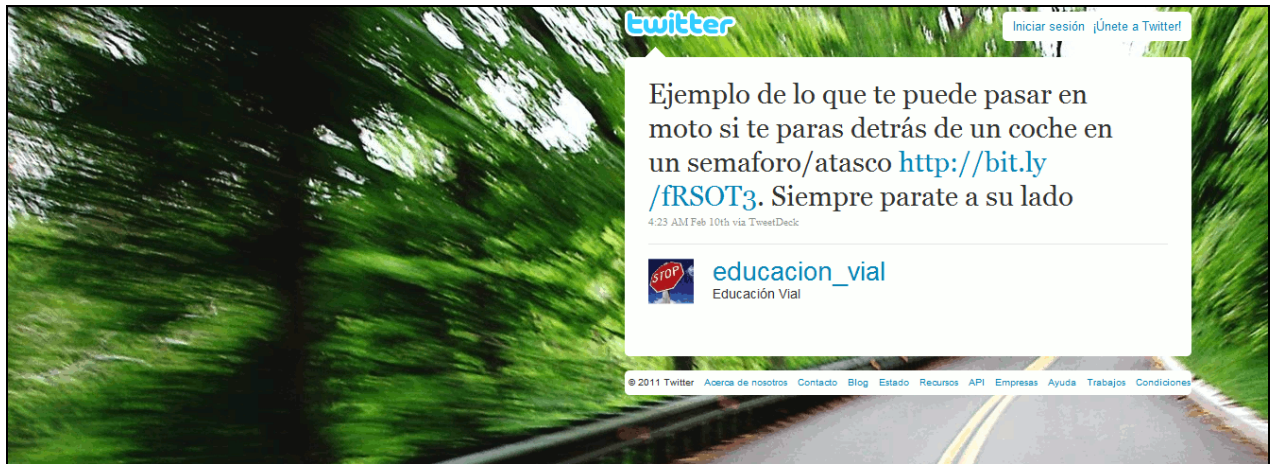 twitter
Iniciar sesión ¡Únete a Twitter!
Ejemplo de lo que te puede pasar en
moto si te paras detrás de un coche en
un semaforo/atasco http://bit.ly
/fRSOT3. Siempre parate a su lado
4:23 AM Feb 10th via TweetDeck
STOP
educacion_vial
Educación Vial
© 2011 Twitter Acerca de nosotros Contacto Blog Estado Recursos API Empresas Ayuda Trabajos Condiciones